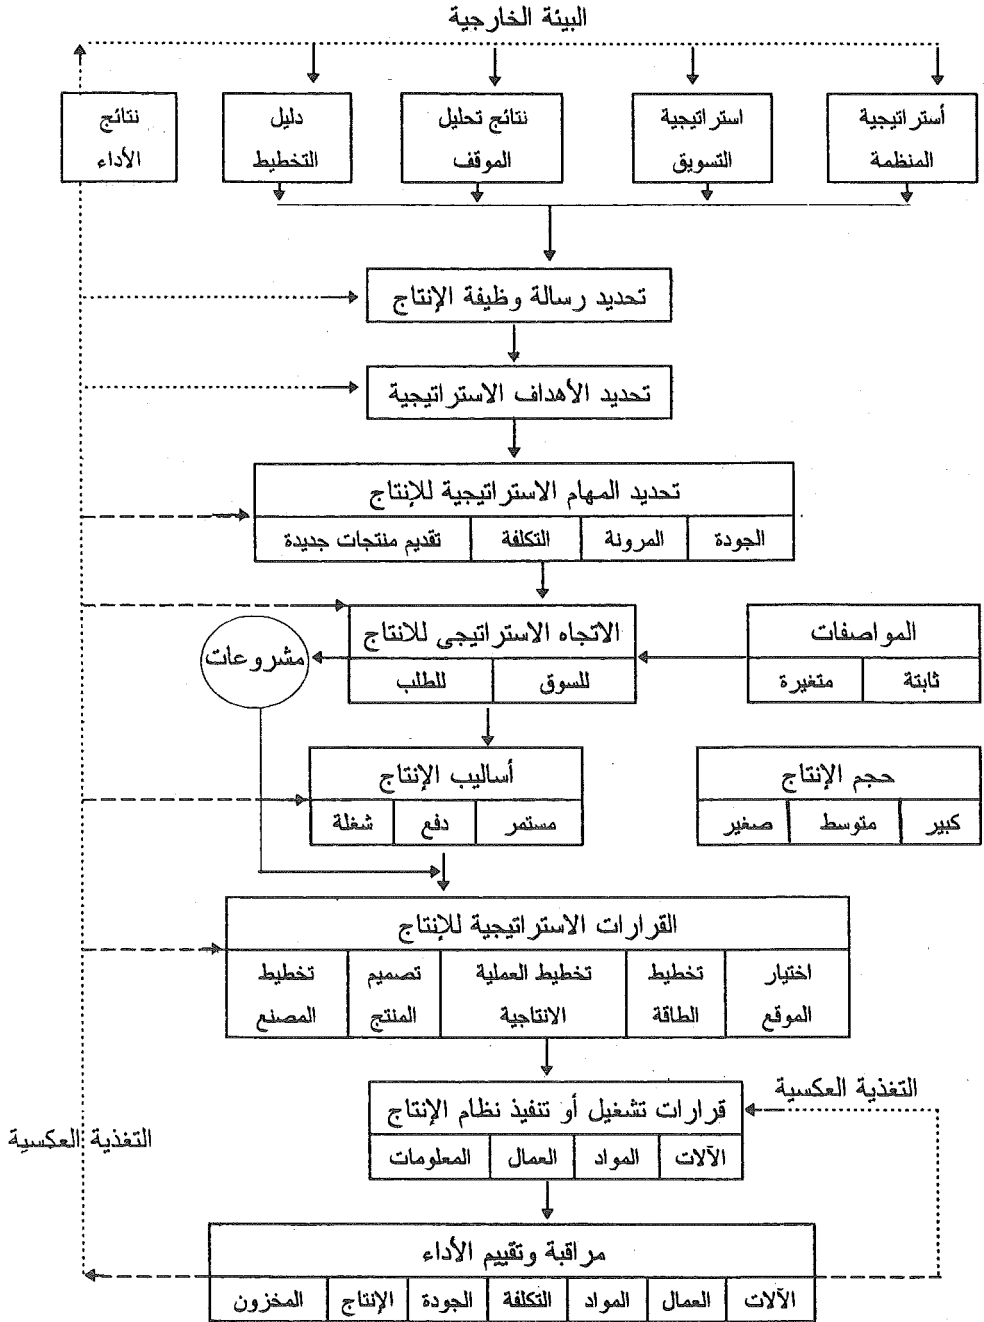 البيئة الخارجية
أستراتيجية
المنظمة
استراتيجية
التسويق
نتائج تحليل
الموقف
دليل
التخطيط
نتائج
الأداء
تحديد رسالة وظيفة الإنتاج
تحديد الأهداف الاستراتيجية
تحديد المهام الاستراتيجية للإنتاج
الجودة المرونة التكلفة تقديم منتجات جديدة
المواصفات
ثابتة متغيرة
الاتجاه الاستراتيجى للانتاج
للسوق للطلب
مشروعات
حجم الإنتاج
كبير متوسط صغير
أساليب الإنتاج
مستمر دفع شغلة
القرارات الاستراتيجية للإنتاج
اختيار
الموقع
تخطيط
الطاقة
تخطيط العملية
الانتاجية
تصميم
المنتج
تخطيط
المصنع
التغذية العكسية
قرارات تشغيل أو تنفيذ نظام الإنتاج
الآلات المواد العمال المعلومات
التغذية العكسية
مراقبة وتقييم الأداء
الآلات العمال المواد التكلفة الجودة الإنتاج المخزون